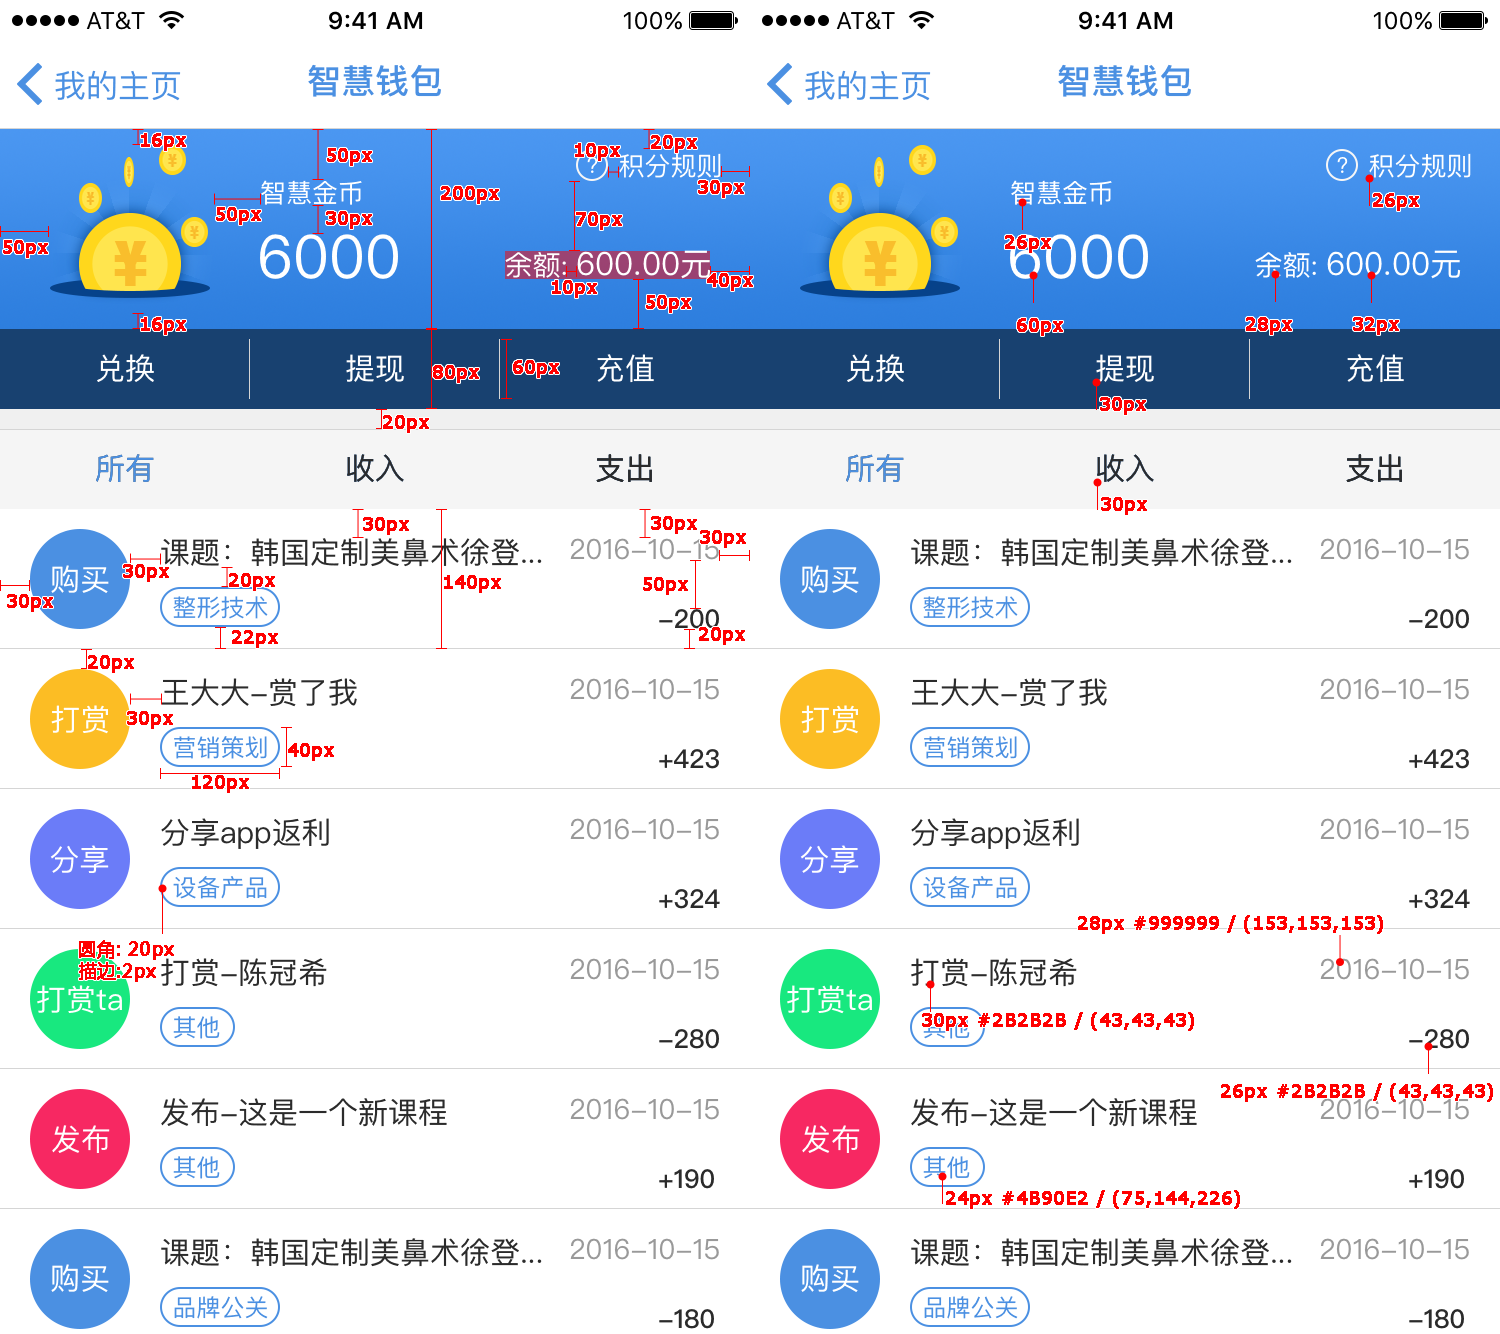 AT&T 9:41 AM 100%
我的主页 智慧钱包
16px
50px
20px
10px
? 积分规则
30px
200px
智慧金币
50px
30px
70px
50px
6000
余额: 600.00元
10px
40px
50px
16px
兑换 提现 充值
80px
60px
20px
所有 收入 支出
30px
30px
30px
课题：韩国定制美鼻术徐登... 2016-10-15
购买
30px
20px
140px
50px
30px
整形技术
-200
22px
20px
20px
王大大-赏了我 2016-10-15
打赏
30px
营销策划
40px
+423
120px
分享app返利 2016-10-15
分享
设备产品
+324
圆角: 20px
描边:2px
打赏-陈冠希 2016-10-15
打赏ta
其他
-280
发布-这是一个新课程 2016-10-15
发布
其他
+190
课题：韩国定制美鼻术徐登... 2016-10-15
购买
品牌公关
-180
AT&T 9:41 AM 100%
我的主页 智慧钱包
? 积分规则
26px
智慧金币
26px
6000
余额: 600.00元
60px
28px
32px
兑换 提现 充值
30px
所有 收入 支出
30px
课题：韩国定制美鼻术徐登... 2016-10-15
购买
整形技术
-200
王大大-赏了我 2016-10-15
打赏
营销策划
+423
分享app返利 2016-10-15
分享
设备产品
+324
28px #999999 / (153,153,153)
打赏-陈冠希 2016-10-15
打赏ta
30px #2B2B2B / (43,43,43)
其他
-280
26px #2B2B2B / (43,43,43)
发布-这是一个新课程 2016-10-15
发布
其他
+190
24px #4B90E2 / (75,144,226)
课题：韩国定制美鼻术徐登... 2016-10-15
购买
品牌公关
-180